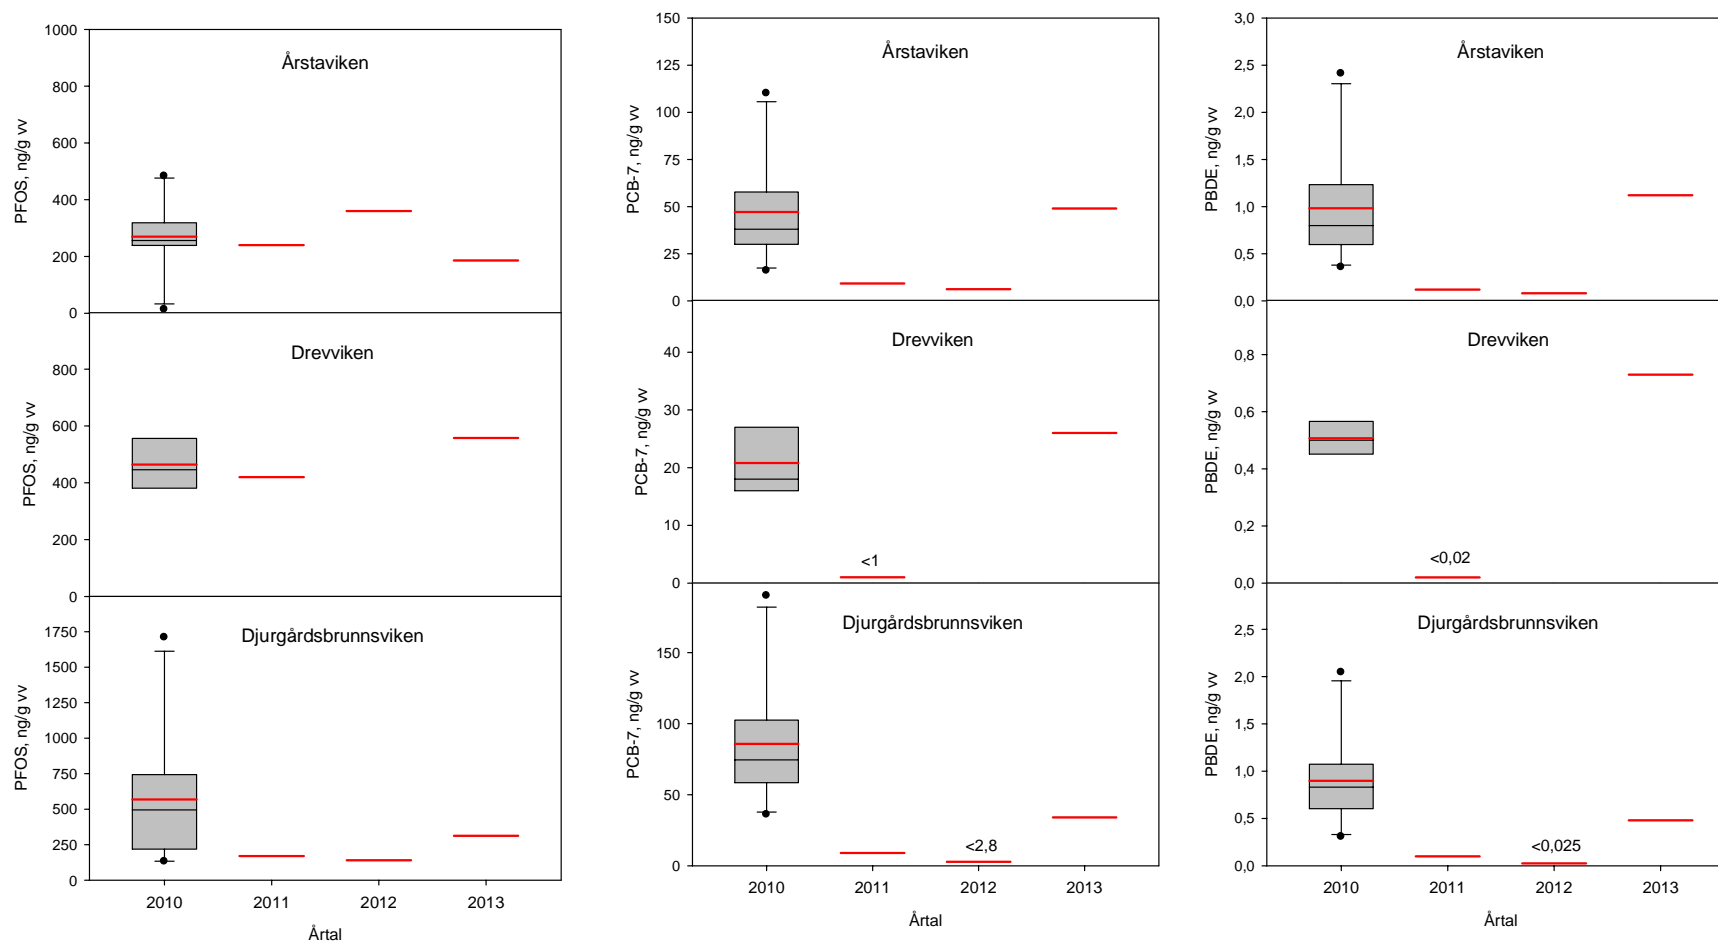 PFOS, ng/g vv
1000
800
600
400
200
0
Årstaviken
PFOS, ng/g vv
800
600
400
200
0
Drevviken
PFOS, ng/g vv
1750
1500
1250
1000
750
500
250
0
Djurgårdsbrunnsviken
2010 2011 2012 2013
Årtal
PCB-7, ng/g vv
150
125
100
75
50
25
0
Årstaviken
PCB-7, ng/g vv
40
30
20
10
0
Drevviken
<1
PCB-7, ng/g vv
150
100
50
0
Djurgårdsbrunnsviken
<2,8
2010 2011 2012 2013
Årtal
PBDE, ng/g vv
3,0
2,5
2,0
1,5
1,0
0,5
0,0
Årstaviken
PBDE, ng/g vv
0,8
0,6
0,4
0,2
0,0
Drevviken
<0,02
PBDE, ng/g vv
2,5
2,0
1,5
1,0
0,5
0,0
Djurgårdsbrunnsviken
<0,025
2010 2011 2012 2013
Årtal